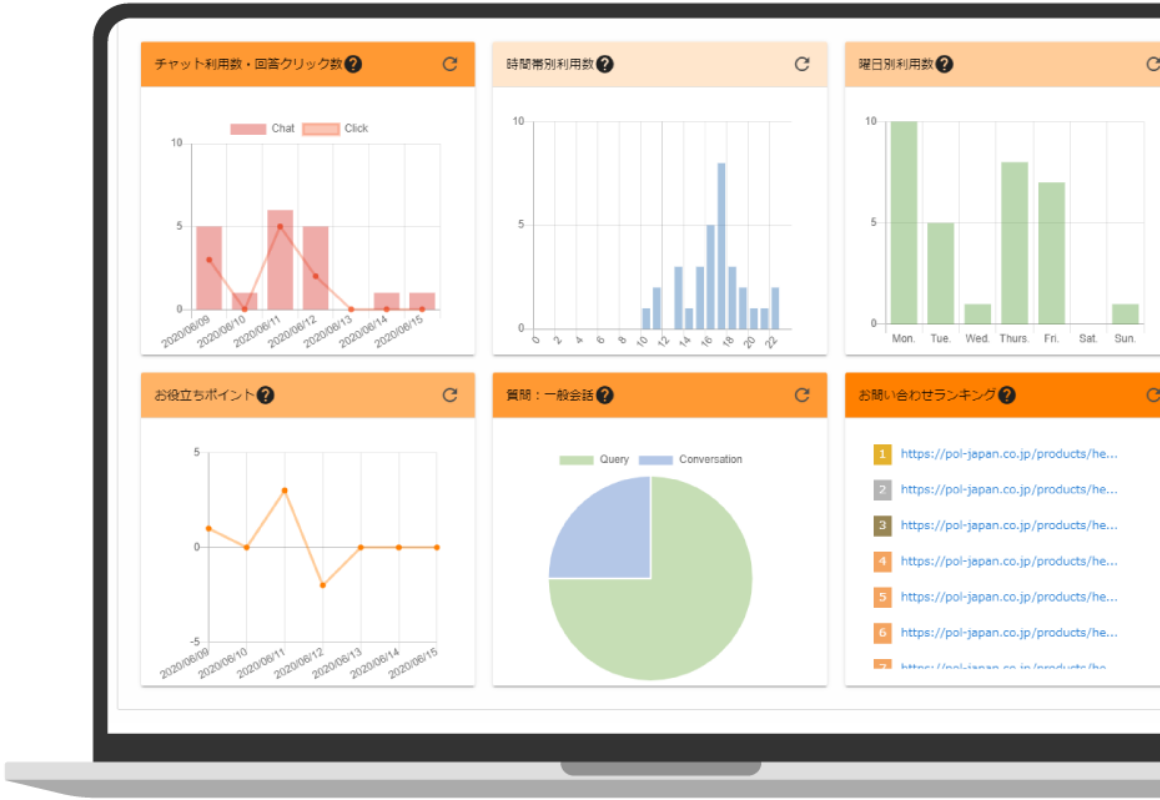 チャット利用数・回答クリック数?
Chat Click
10
5
0
2020/06/09 2020/06/10 2020/06/11 2020/06/12 2020/06/13 2020/06/14 2020/06/15
時間帯別利用数?
10
5
0
0 2 4 6 8 10 12 14 16 18 20 22
曜日別利用数?
10
5
0
Mon. Tue. Wed. Thurs. Fri. Sat. Sun.
お役立ちポイント?
5
0
-5
2020/06/09 2020/06/10 2020/06/11 2020/06/12 2020/06/13 2020/06/14 2020/06/15
質問:一般会話?
Query Conversation
お問い合わせランキング?
1 https://pol-japan.co.jp/products/he...
2 https://pol-japan.co.jp/products/he...
3 https://pol-japan.co.jp/products/he...
4 https://pol-japan.co.jp/products/he...
5 https://pol-japan.co.jp/products/he...
6 https://pol-japan.co.jp/products/he...
7 https://pol-japan.co.jp/products/he...